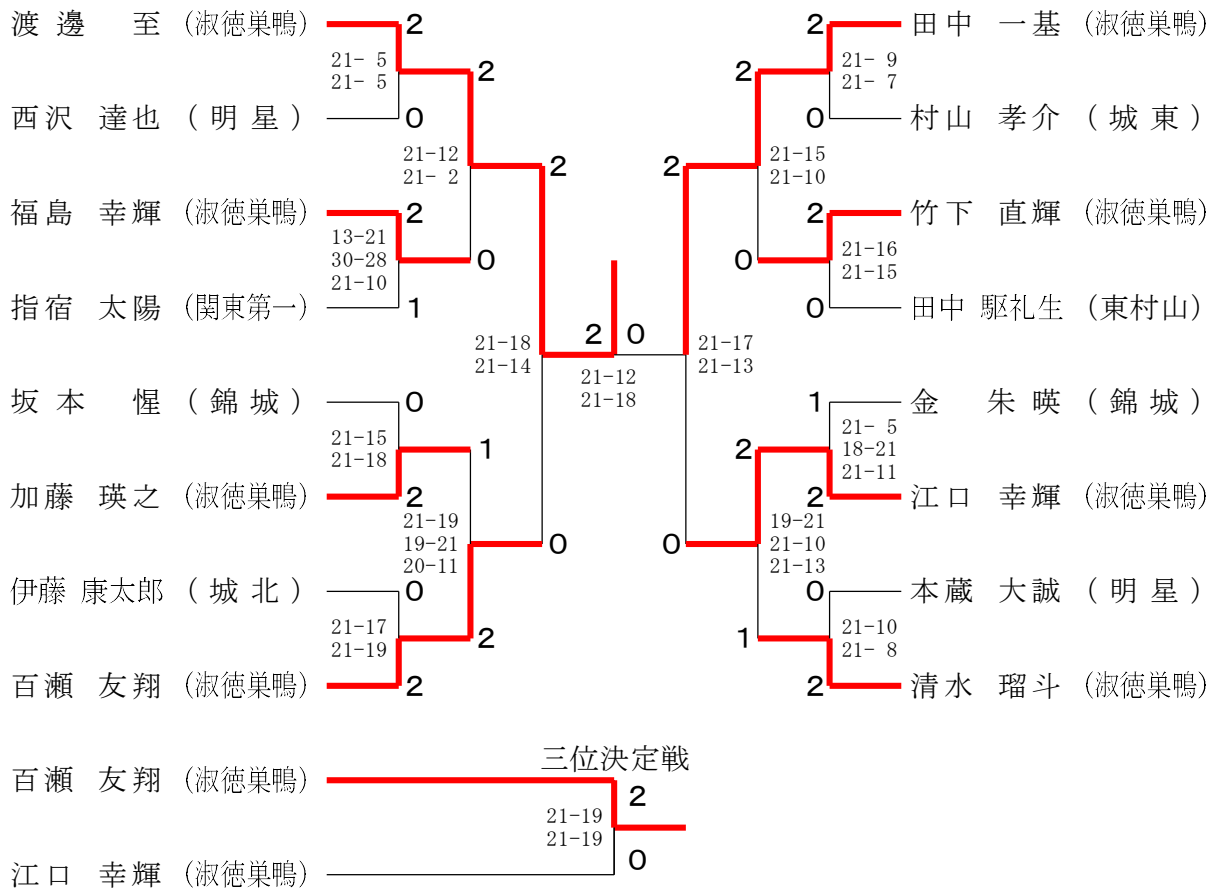 渡邊 至 (淑徳巣鴨) 2 2 田中 一基 (淑徳巣鴨)
21- 5 2 2 21- 9
21- 5 21- 7
西沢 達也 (明星) 0 0 村山 孝介 (城東)
21-12 2 2 21-15
21- 2 21-10
福島 幸輝 (淑徳巣鴨) 2 2 竹下 直輝 (淑徳巣鴨)
13-21 21-16
30-28 0 0 21-15
21-10
指宿 太陽 (関東第一) 1 0 田中 駆礼生 (東村山)
21-18 2 0 21-17
21-14 21-13
21-12
21-18
坂本 惺 (錦城) 0 1 金 朱暎 (錦城)
21-15 1 2 21- 5
21-18 18-21
21-11
加藤 瑛之 (淑徳巣鴨) 2 2 江口 幸輝 (淑徳巣鴨)
21-19 19-21
19-21 0 0 21-10
20-11 21-13
伊藤 康太郎 (城北) 0 0 本蔵 大誠 (明星)
21-17 2 1 21-10
21-19 21- 8
百瀬 友翔 (淑徳巣鴨) 2 2 清水 瑠斗 (淑徳巣鴨)
三位決定戦
百瀬 友翔 (淑徳巣鴨) 2
21-19
21-19
江口 幸輝 (淑徳巣鴨) 0